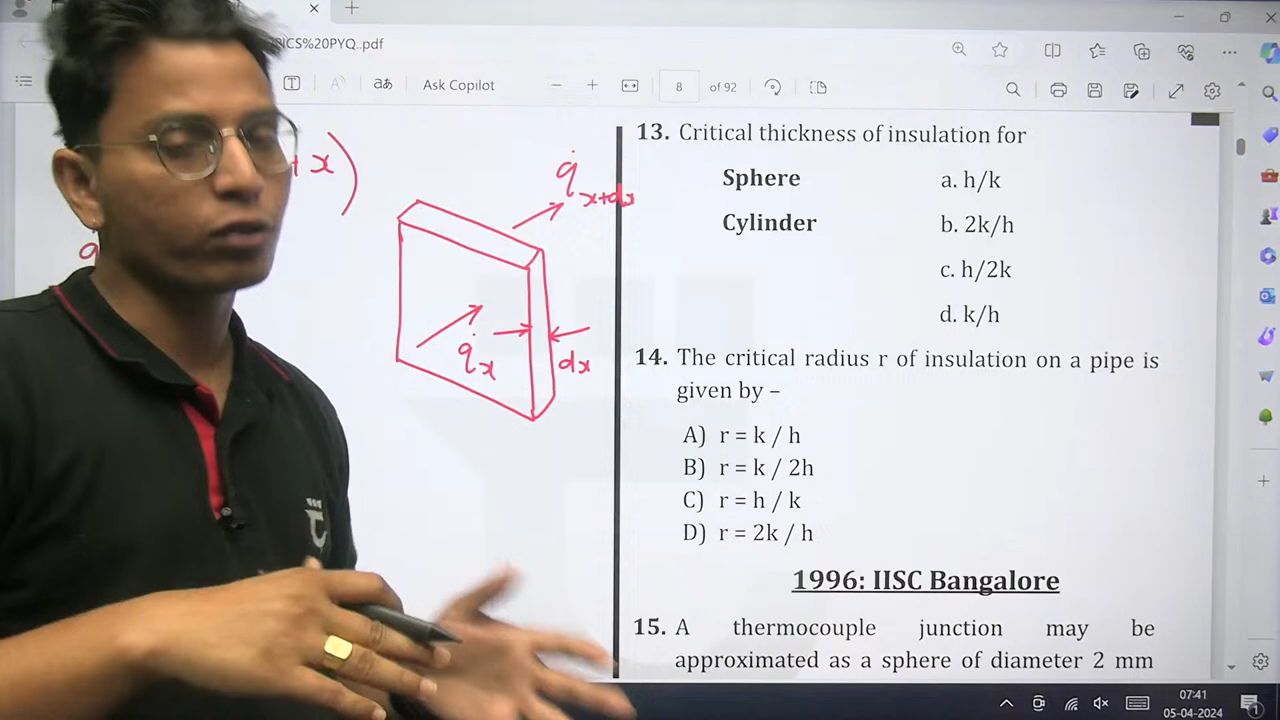 ICS%20PYQ..pdf
aあ
Ask Copilot
8 of 92
+ x )
q̇
q̇ x+dx
q̇ x
dx
13. Critical thickness of insulation for
Sphere a. h/k
Cylinder b. 2k/h
c. h/2k
d. k/h
14. The critical radius r of insulation on a pipe is
given by –
A) r = k / h
B) r = k / 2h
C) r = h / k
D) r = 2k / h
1996: IISC Bangalore
15. A thermocouple junction may be
approximated as a sphere of diameter 2 mm
07:41
05-04-2024